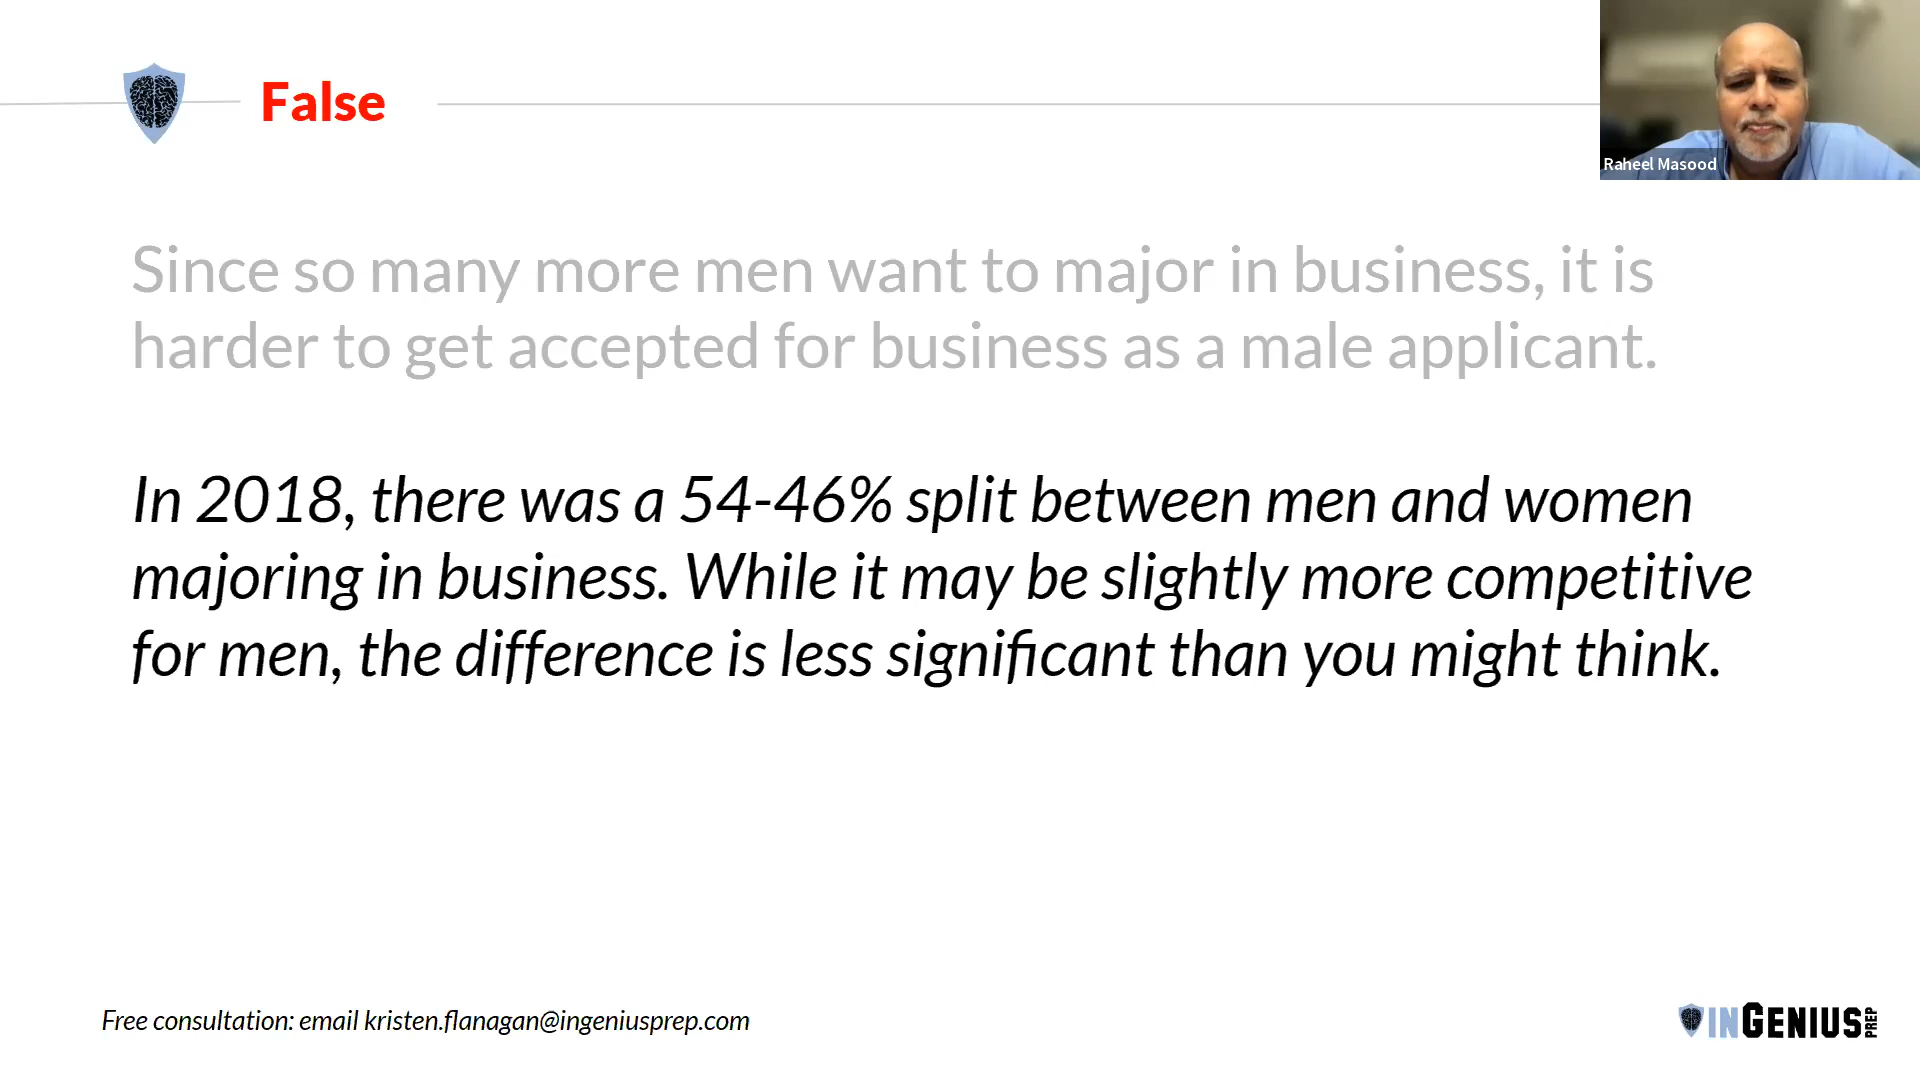 False
Raheel Masood
Since so many more men want to major in business, it is
harder to get accepted for business as a male applicant.
In 2018, there was a 54-46% split between men and women
majoring in business. While it may be slightly more competitive
for men, the difference is less significant than you might think.
Free consultation: email kristen.flanagan@ingeniusprep.com
INGENIUS PREP